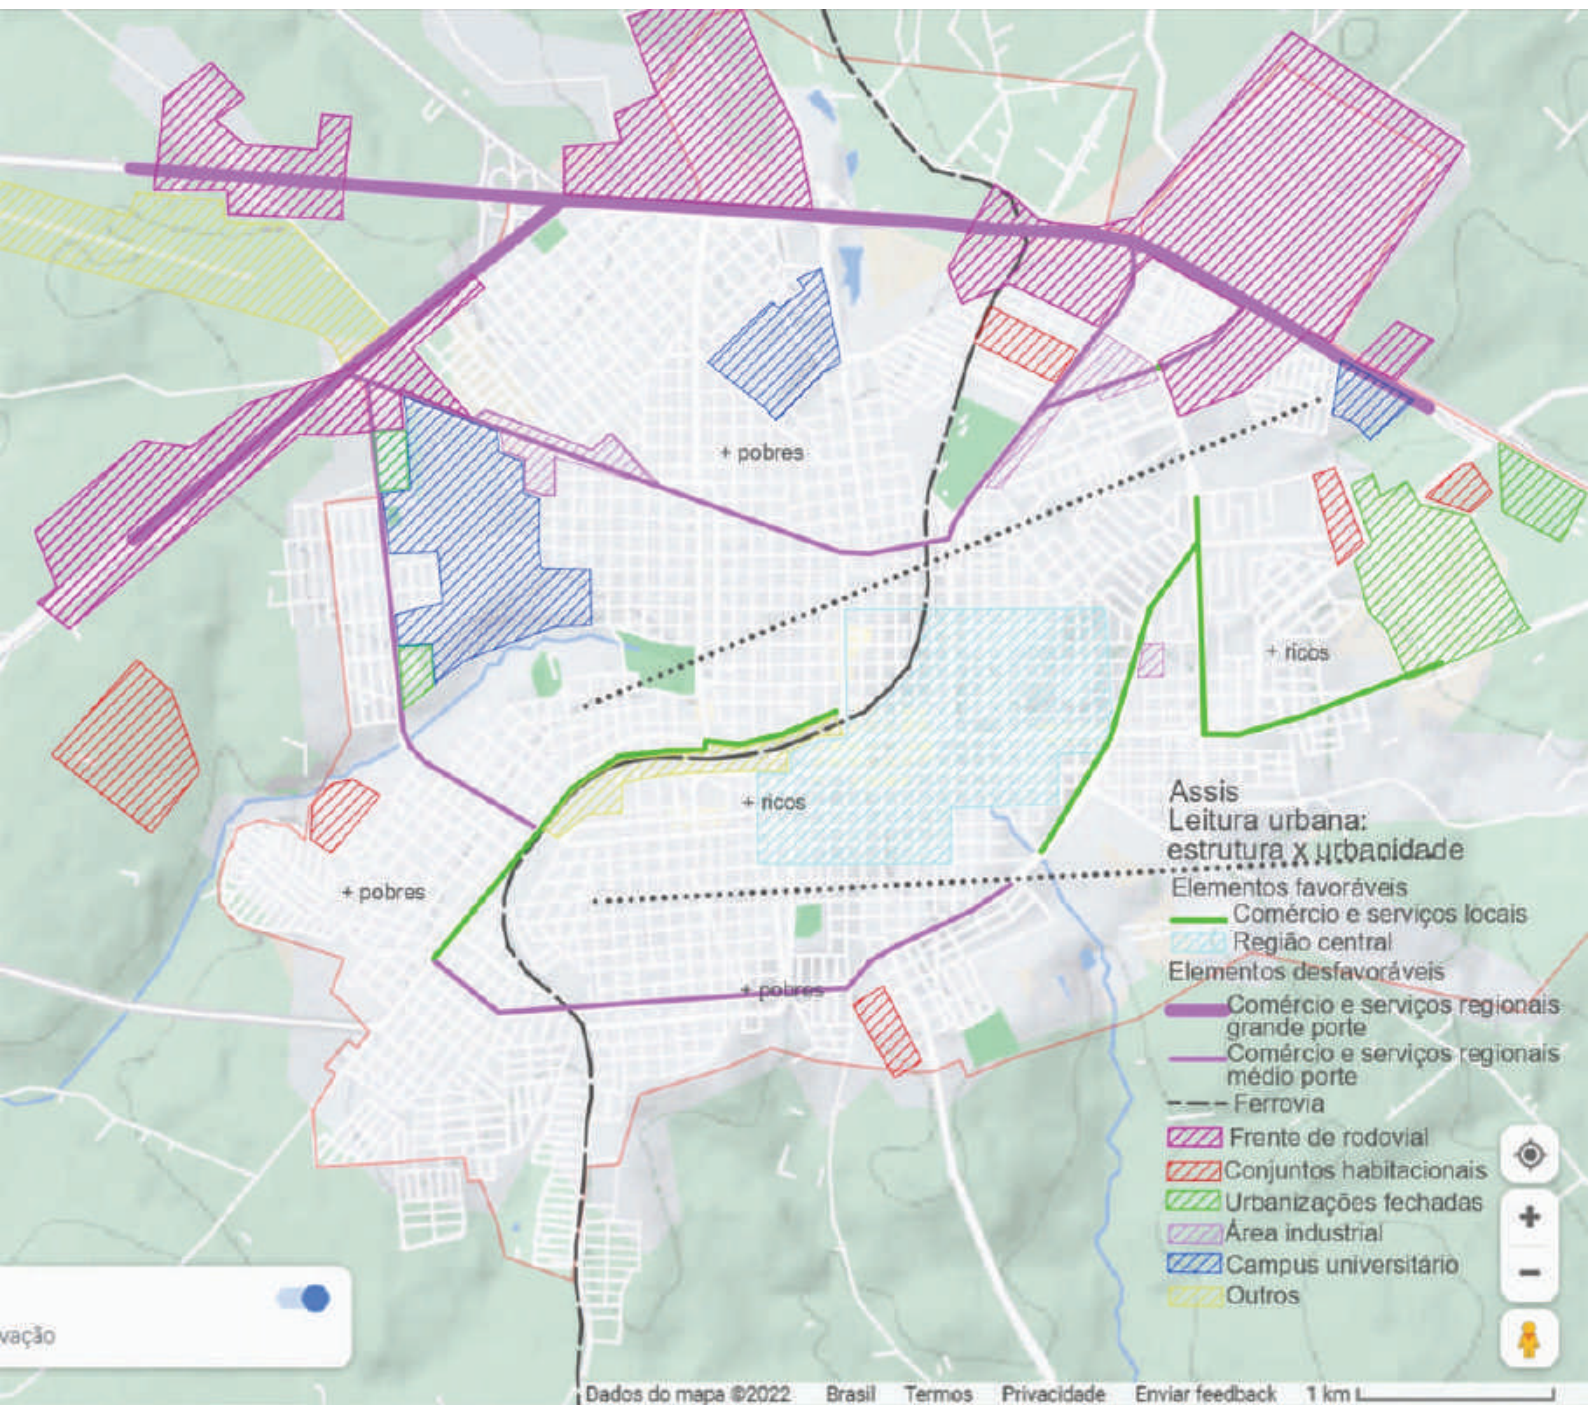 + pobres
+ ricos
+ ricos
+ pobres
+ pobres
Assis
Leitura urbana:
estrutura x urbanidade
Elementos favoráveis
Comércio e serviços locais
Região central
Elementos desfavoráveis
Comércio e serviços regionais
grande porte
Comércio e serviços regionais
médio porte
Ferrovia
Frente de rodovial
Conjuntos habitacionais
Urbanizações fechadas
Área industrial
Campus universitário
Outros
vação
Dados do mapa ©2022 Brasil Termos Privacidade Enviar feedback 1 km